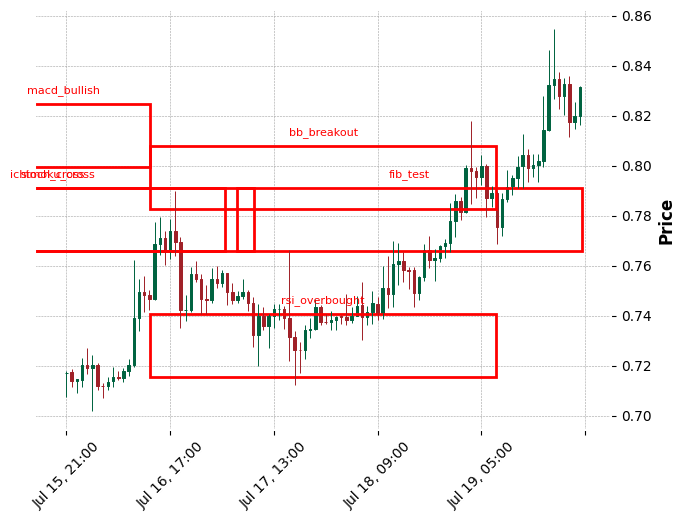 0.86
0.84
macd_bullish
0.82
bb_breakout
0.80
fib_test
0.78
Price
0.76
rsi_overbought
0.74
0.72
0.70
Jul 15, 21:00
Jul 16, 17:00
Jul 17, 13:00
Jul 18, 09:00
Jul 19, 05:00